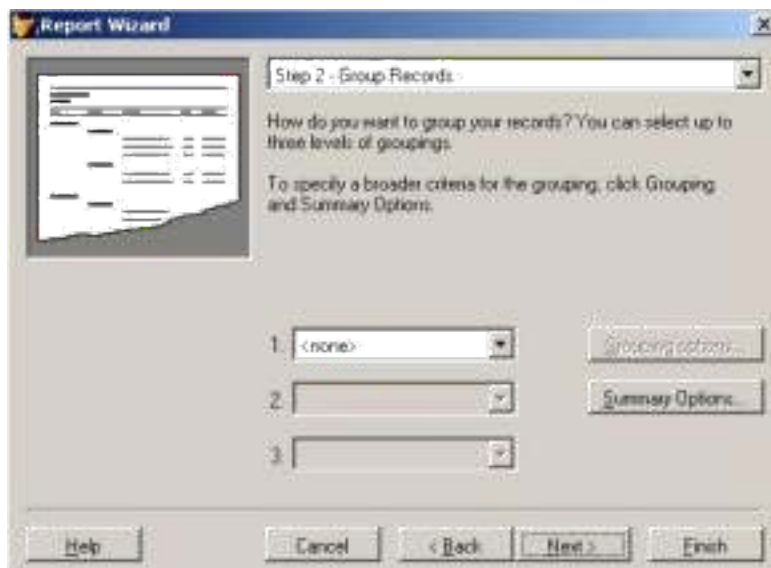 Report Wizard
Step 2 - Group Records
How do you want to group your records? You can select up to
three levels of groupings.
To specify a broader criteria for the grouping, click Grouping
and Summary Options.
1. <none>
Grouping options...
2.
Summary Options...
3.
Help
Cancel
< Back
Next >
Finish